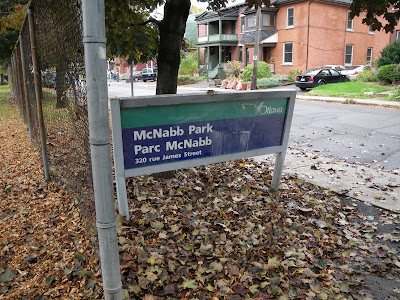 Ottawa
McNabb Park
Parc McNabb
320 rue James Street